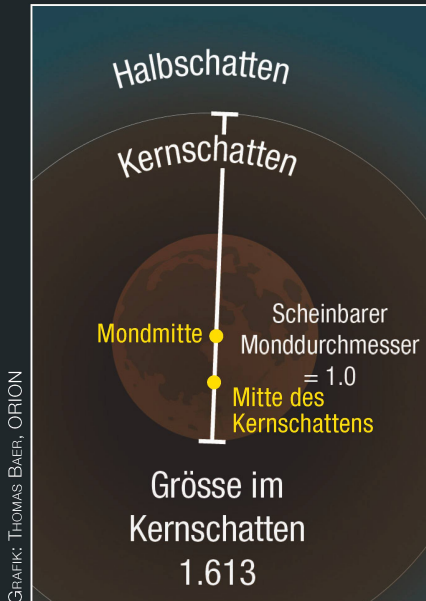 Halbschatten
Kernschatten
Mondmitte
Scheinbarer
Monddurchmesser
= 1.0
Mitte des
Kernschattens
Grösse im
Kernschatten
1.613
GRAFIK: THOMAS BAER, ORION